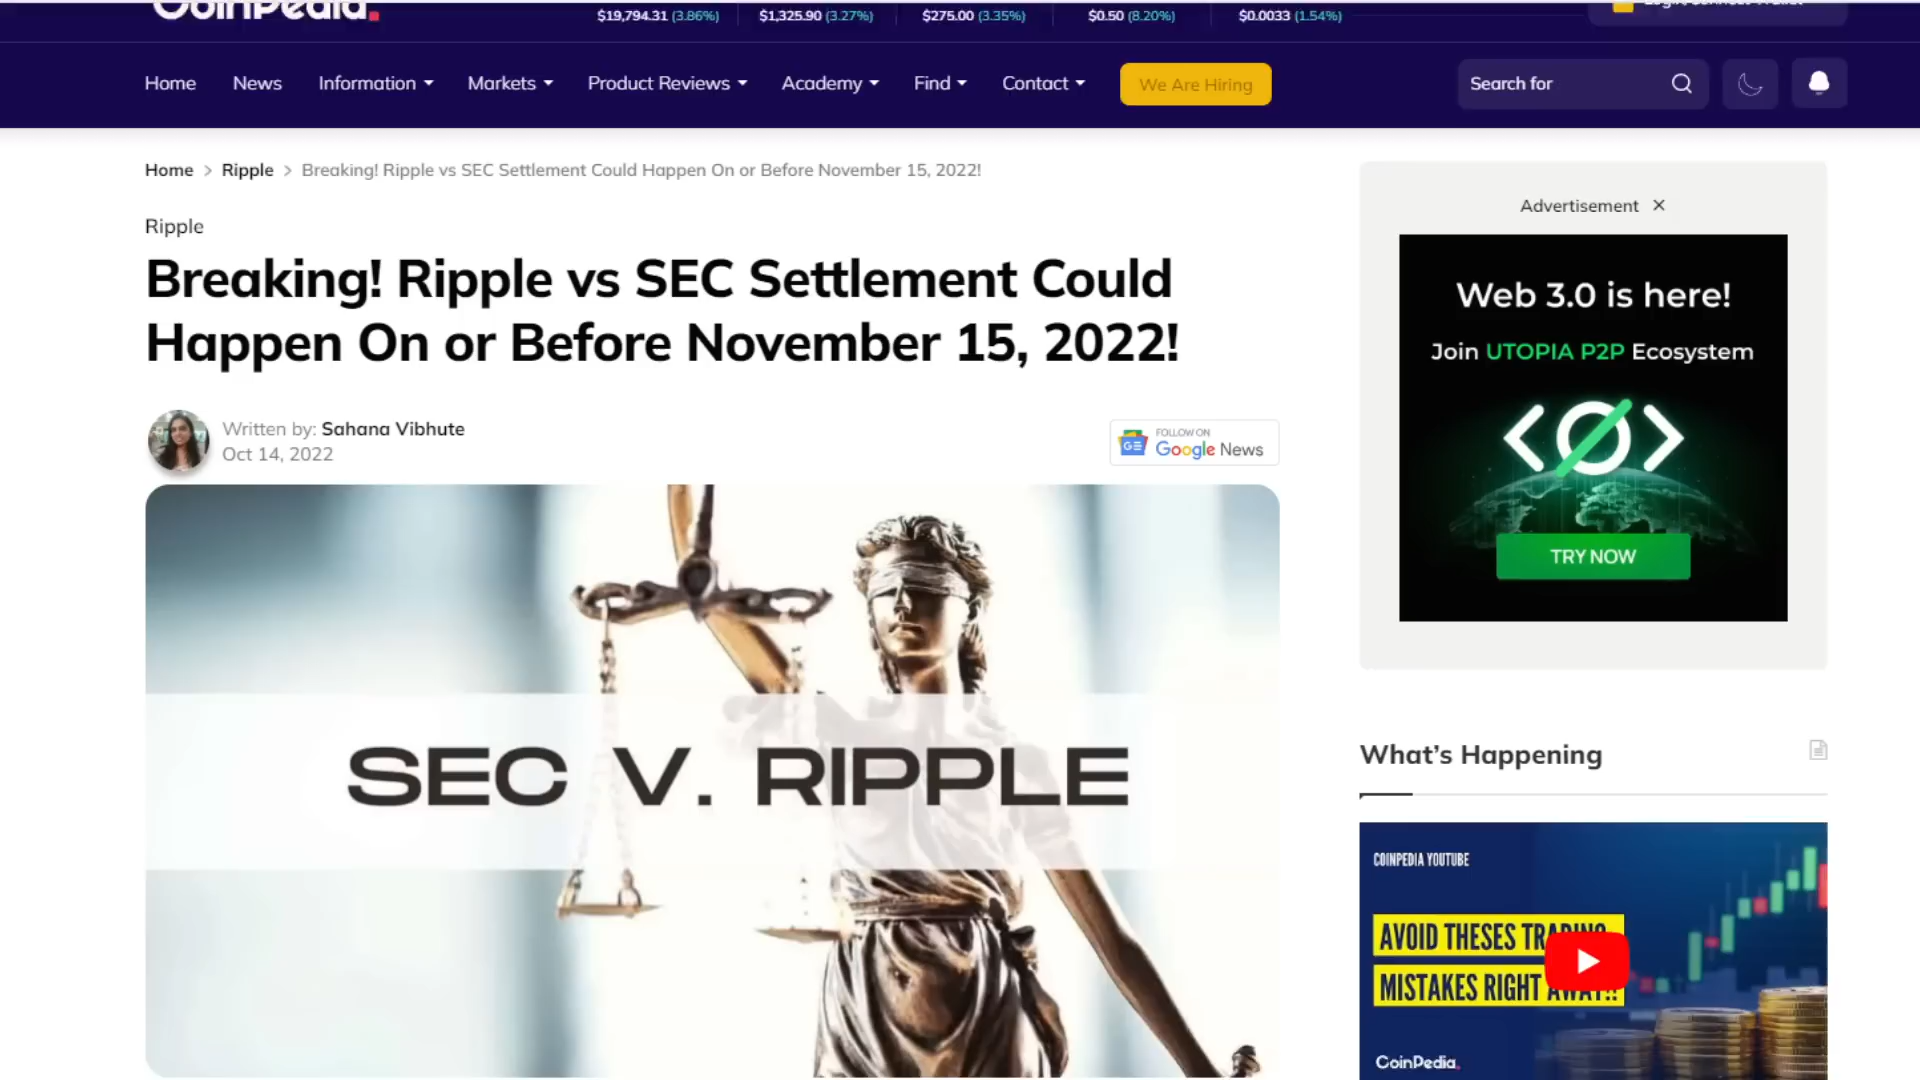 CoinPedia.
$19,794.31 (3.86%) $1,325.90 (3.27%) $275.00 (3.35%) $0.50 (8.20%) $0.0033 (1.54%)
Home News Information Markets Product Reviews Academy Find Contact We Are Hiring Search for
Home > Ripple > Breaking! Ripple vs SEC Settlement Could Happen On or Before November 15, 2022!
Ripple
Breaking! Ripple vs SEC Settlement Could
Happen On or Before November 15, 2022!
Written by: Sahana Vibhute
Oct 14, 2022
FOLLOW ON
GE Google News
SEC V. RIPPLE
Advertisement ×
Web 3.0 is here!
Join UTOPIA P2P Ecosystem
TRY NOW
What's Happening
COINPEDIA YOUTUBE
AVOID THESES TRADING
MISTAKES RIGHT AWAY!!
CoinPedia.